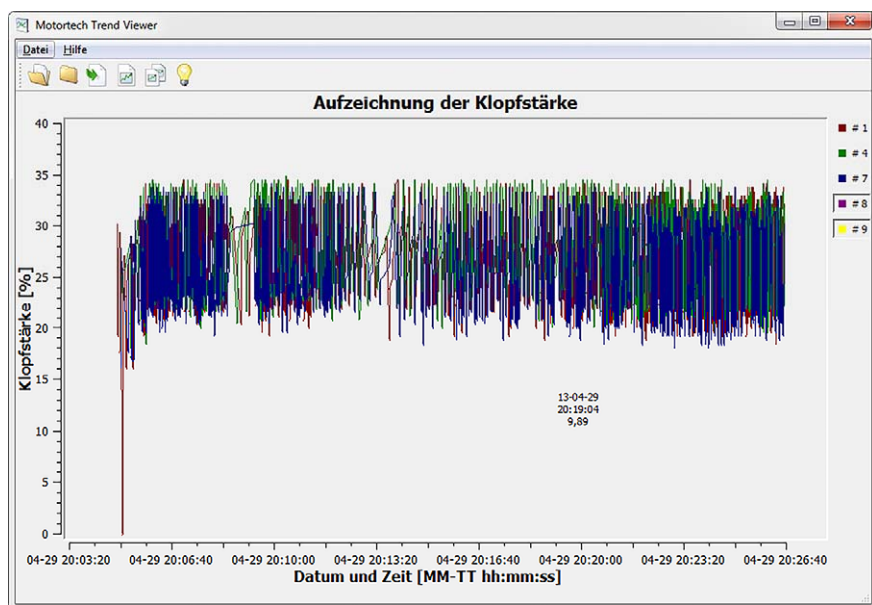 Motortech Trend Viewer
Datei Hilfe
Aufzeichnung der Klopfstärke
40
35
30
25
20
15
10
5
0
Klopfstärke [%]
# 1
# 4
# 7
# 8
# 9
13-04-29
20:19:04
9,89
04-29 20:03:20 04-29 20:06:40 04-29 20:10:00 04-29 20:13:20 04-29 20:16:40 04-29 20:20:00 04-29 20:23:20 04-29 20:26:40
Datum und Zeit [MM-TT hh:mm:ss]